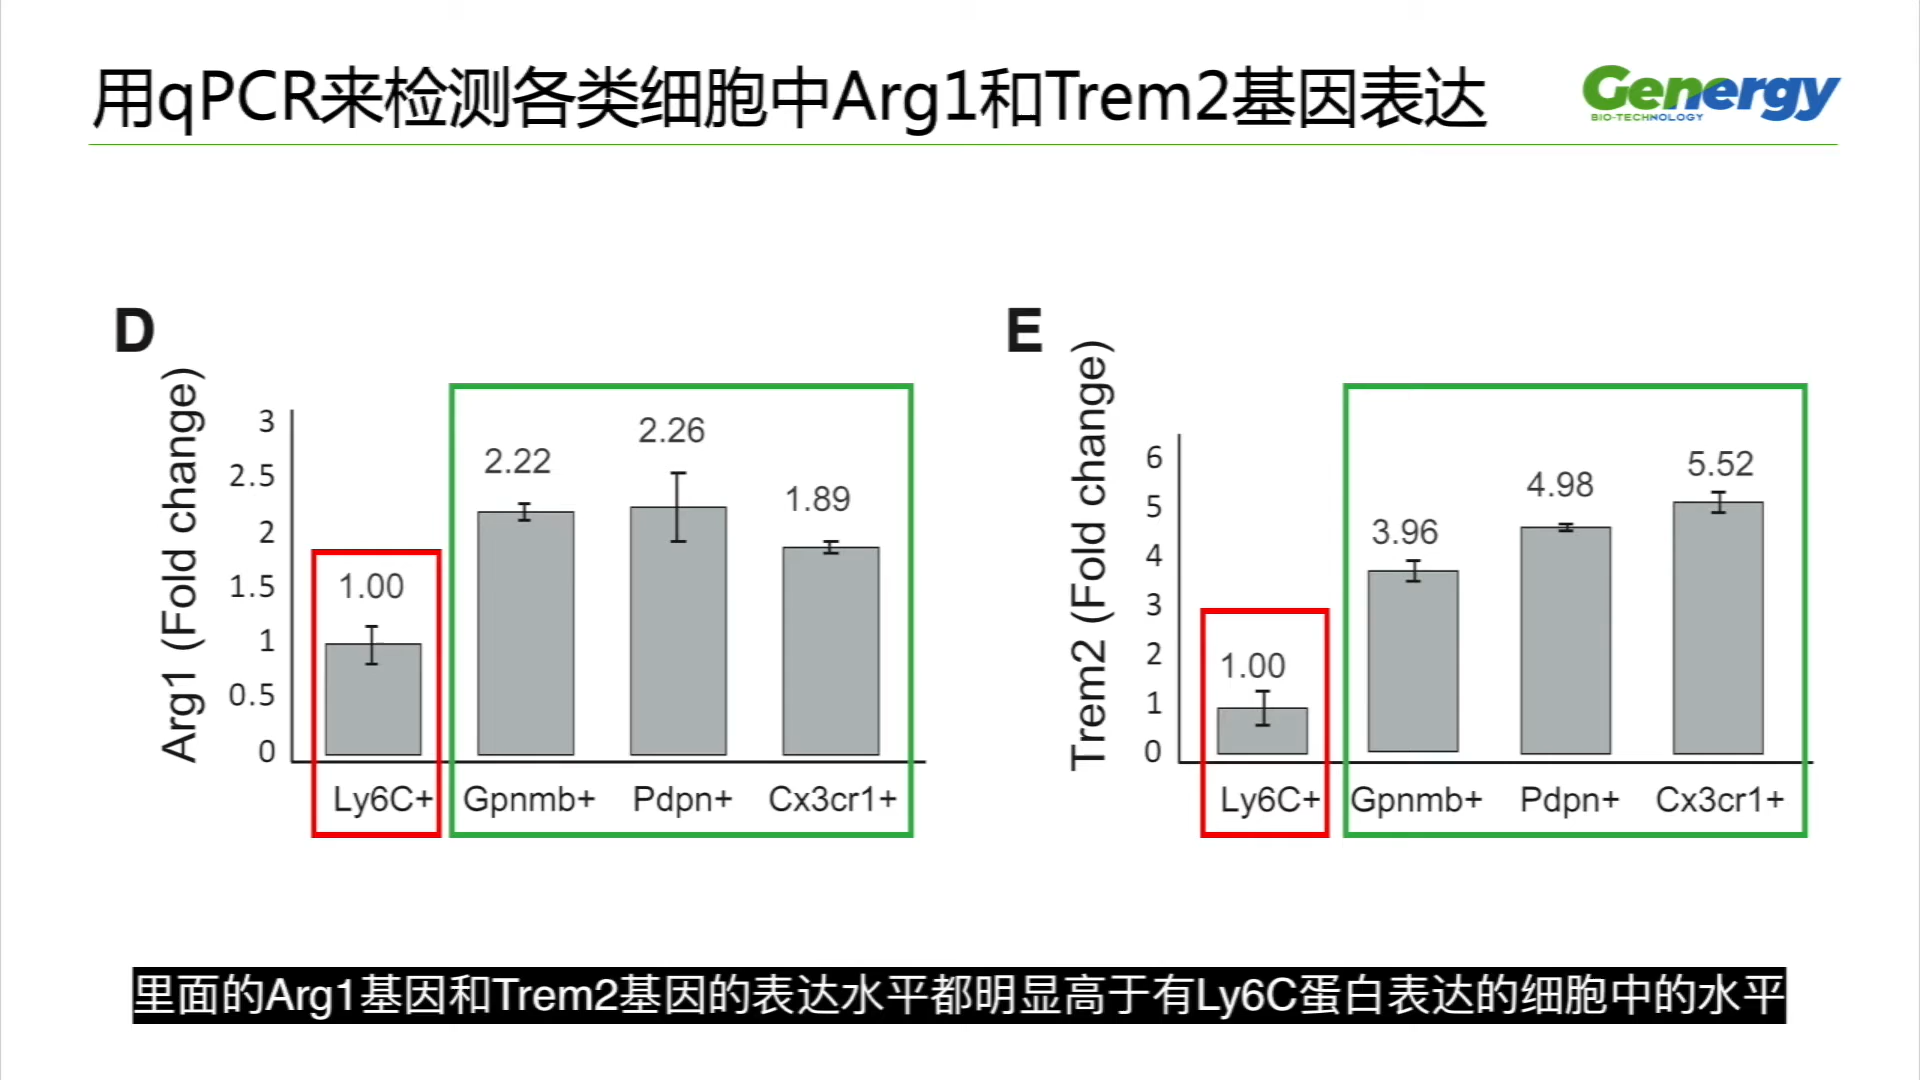 用qPCR来检测各类细胞中Arg1和Trem2基因表达
Genergy
BIO-TECHNOLOGY
D
Arg1 (Fold change)
3
2.5
2
1.5
1
0.5
0
1.00
2.22
2.26
1.89
Ly6C+ Gpnmb+ Pdpn+ Cx3cr1+
E
Trem2 (Fold change)
6
5
4
3
2
1
0
1.00
3.96
4.98
5.52
Ly6C+ Gpnmb+ Pdpn+ Cx3cr1+
里面的Arg1基因和Trem2基因的表达水平都明显高于有Ly6C蛋白表达的细胞中的水平